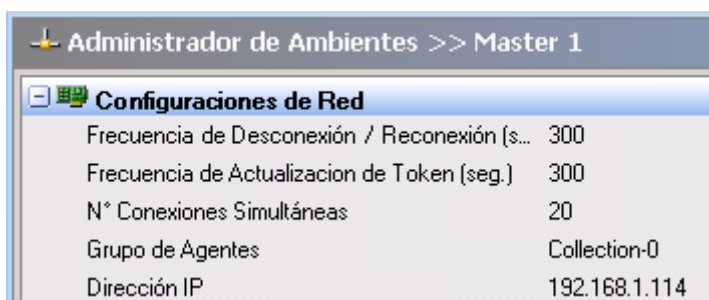 Administrador de Ambientes >> Master 1
Configuraciones de Red
Frecuencia de Desconexión / Reconexión (s... 300
Frecuencia de Actualizacion de Token (seg.) 300
N° Conexiones Simultáneas 20
Grupo de Agentes Collection-0
Dirección IP 192.168.1.114